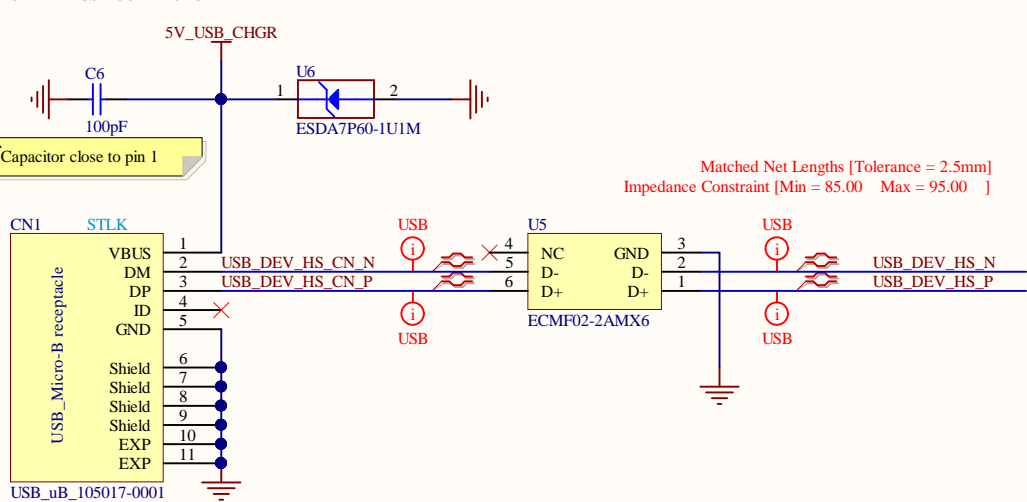 5V_USB_CHGR
C6
100pF
U6
1
2
ESDA7P60-1U1M
Capacitor close to pin 1
Matched Net Lengths [Tolerance = 2.5mm]
Impedance Constraint [Min = 85.00 Max = 95.00 ]
CN1
STLK
USB_Micro-B receptacle
VBUS 1
DM 2
DP 3
ID 4
GND 5
Shield 6
Shield 7
Shield 8
Shield 9
EXP 10
EXP 11
USB_uB_105017-0001
USB_DEV_HS_CN_N
USB_DEV_HS_CN_P
USB
i
i
USB
U5
4 NC GND 3
5 D- D- 2
6 D+ D+ 1
ECMF02-2AMX6
USB
i
i
USB
USB_DEV_HS_N
USB_DEV_HS_P